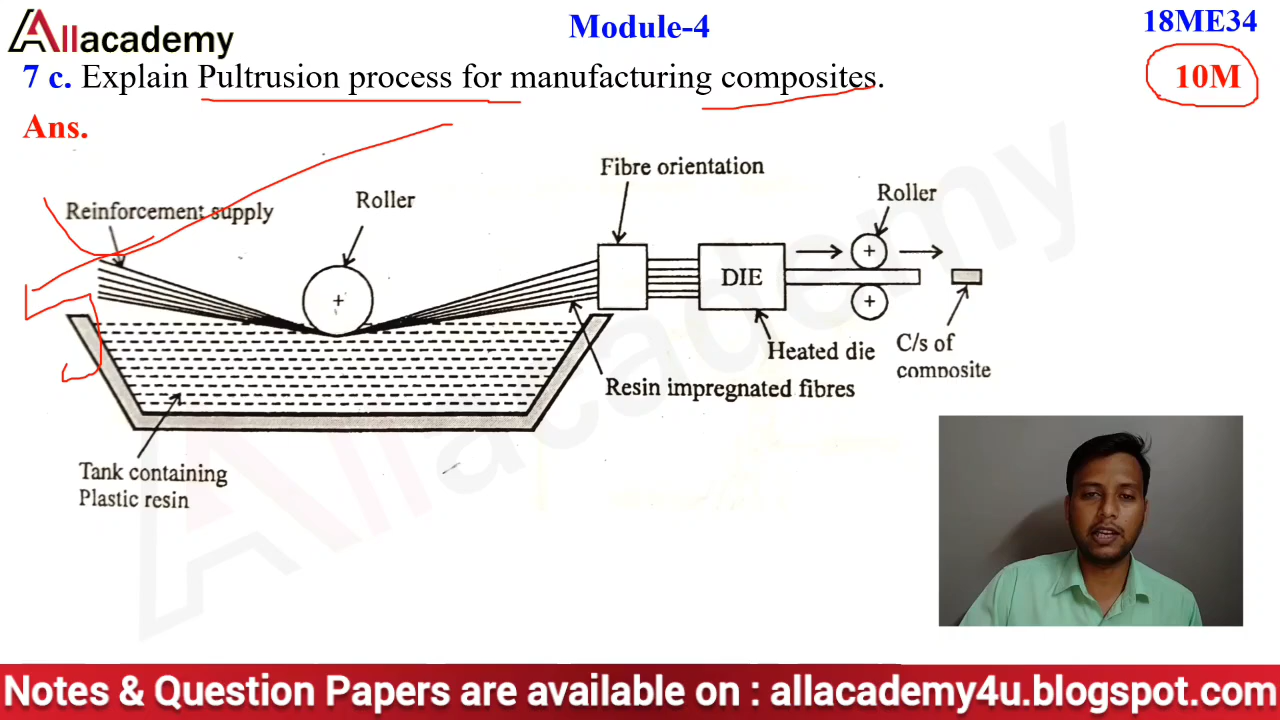 Allacademy
Module-4
18ME34
7 c. Explain Pultrusion process for manufacturing composites.
10M
Ans.
Fibre orientation
Reinforcement supply
Roller
Roller
+
+
DIE
+
Heated die
C/s of
composite
Resin impregnated fibres
Tank containing
Plastic resin
Allacademy
Notes & Question Papers are available on : allacademy4u.blogspot.com